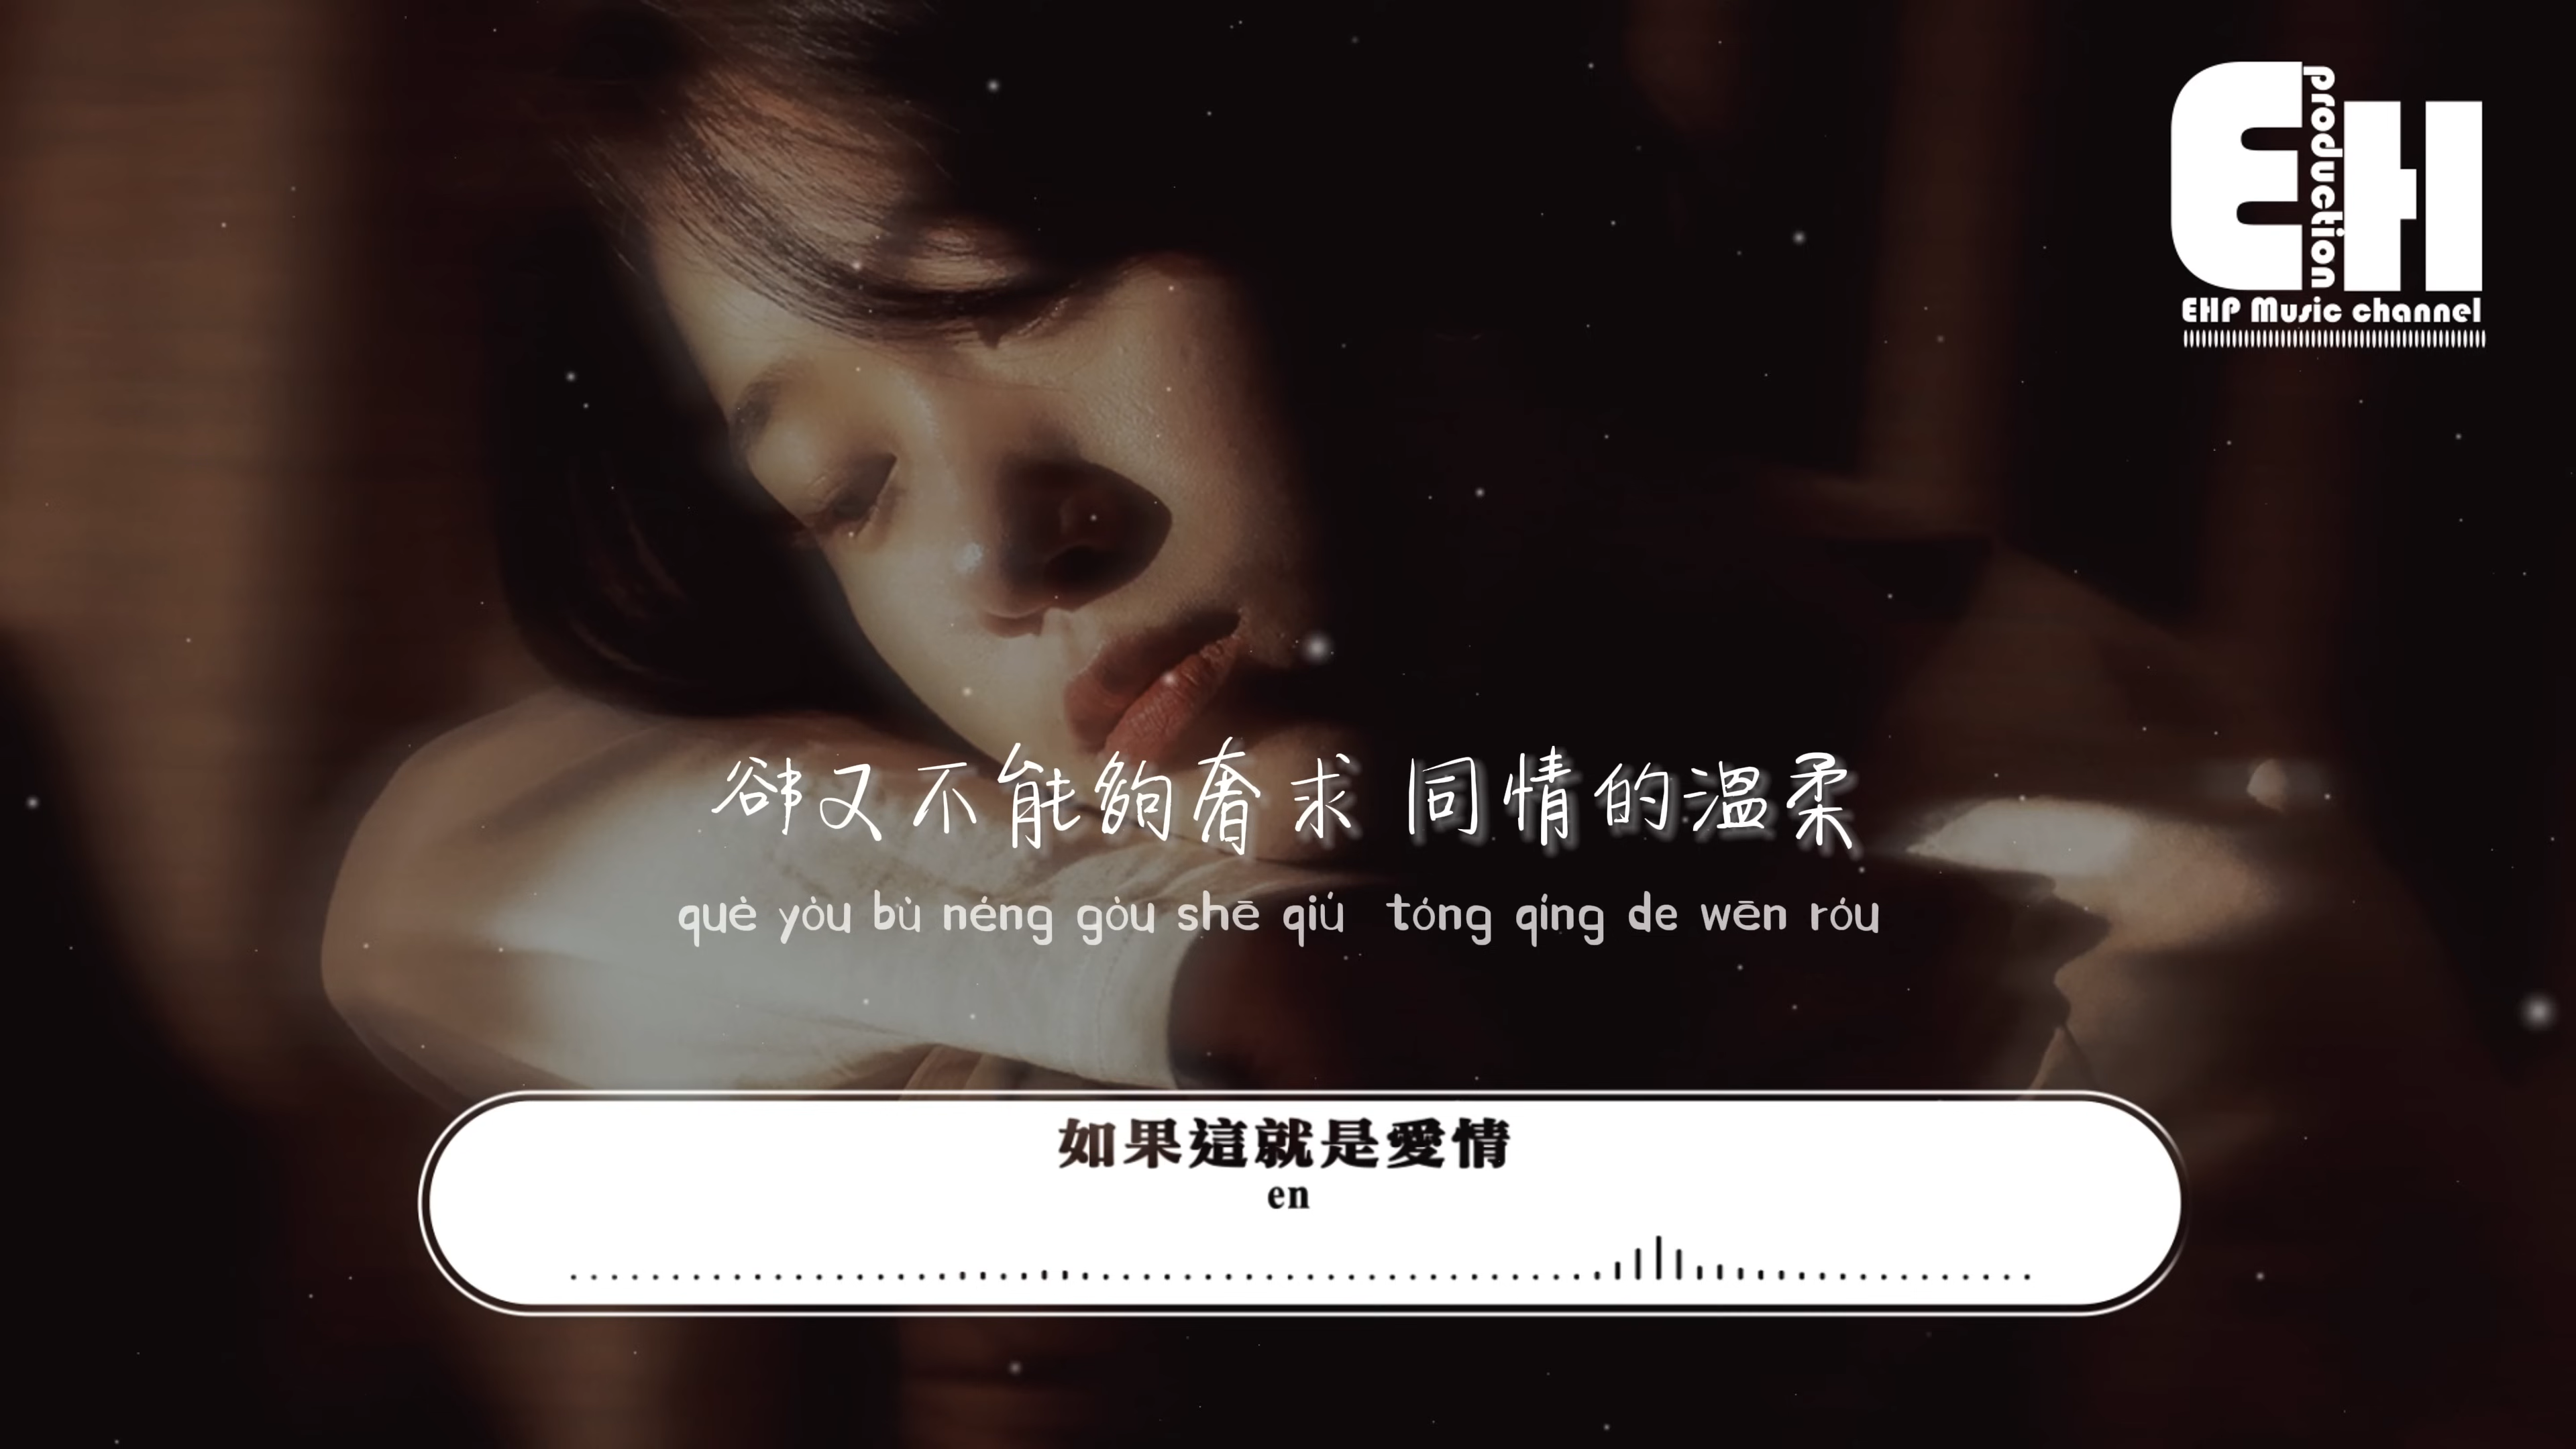 EH
production
EHP Music channel
卻又不能夠奢求 同情的溫柔
què yòu bù néng gòu shē qiú tóng qíng de wēn róu
如果這就是愛情
en